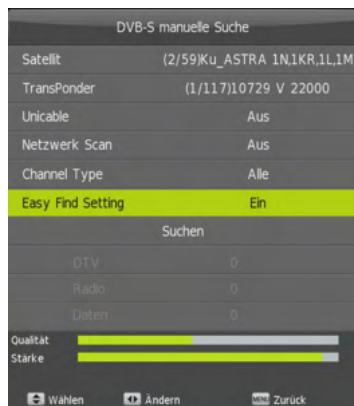 DVB-S manuelle Suche
Satellit (2/59)Ku_ASTRA 1N,1KR,1L,1M
TransPonder (1/117)10729 V 22000
Unicable Aus
Netzwerk Scan Aus
Channel Type Alle
Easy Find Setting Ein
Suchen
DTV 0
Radio 0
Daten 0
Qualität
Stärke
Wählen Ändern MENU Zurück